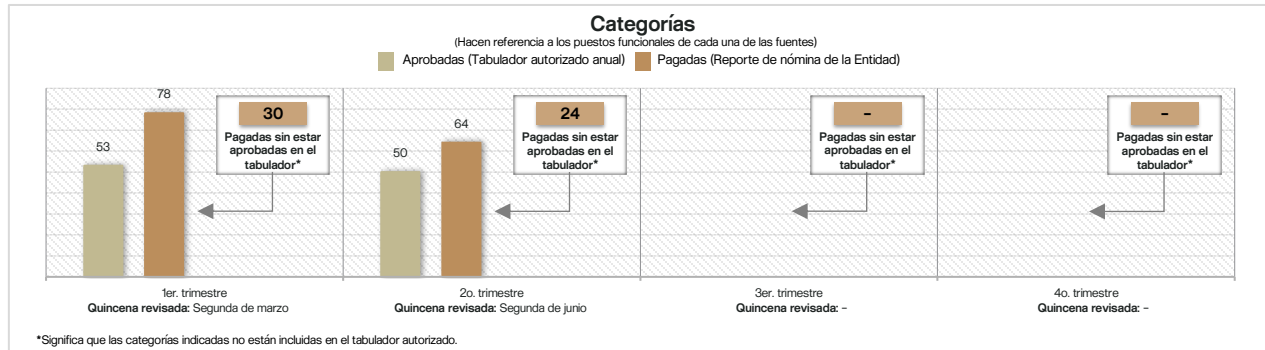 Categorías
(Hacen referencia a los puestos funcionales de cada una de las fuentes)
Aprobadas (Tabulador autorizado anual) Pagadas (Reporte de nómina de la Entidad)
53
78
30
Pagadas sin estar
aprobadas en el
tabulador*
50
64
24
Pagadas sin estar
aprobadas en el
tabulador*
–
Pagadas sin estar
aprobadas en el
tabulador*
–
Pagadas sin estar
aprobadas en el
tabulador*
1er. trimestre
Quincena revisada: Segunda de marzo
2o. trimestre
Quincena revisada: Segunda de junio
3er. trimestre
Quincena revisada: –
4o. trimestre
Quincena revisada: –
*Significa que las categorías indicadas no están incluidas en el tabulador autorizado.